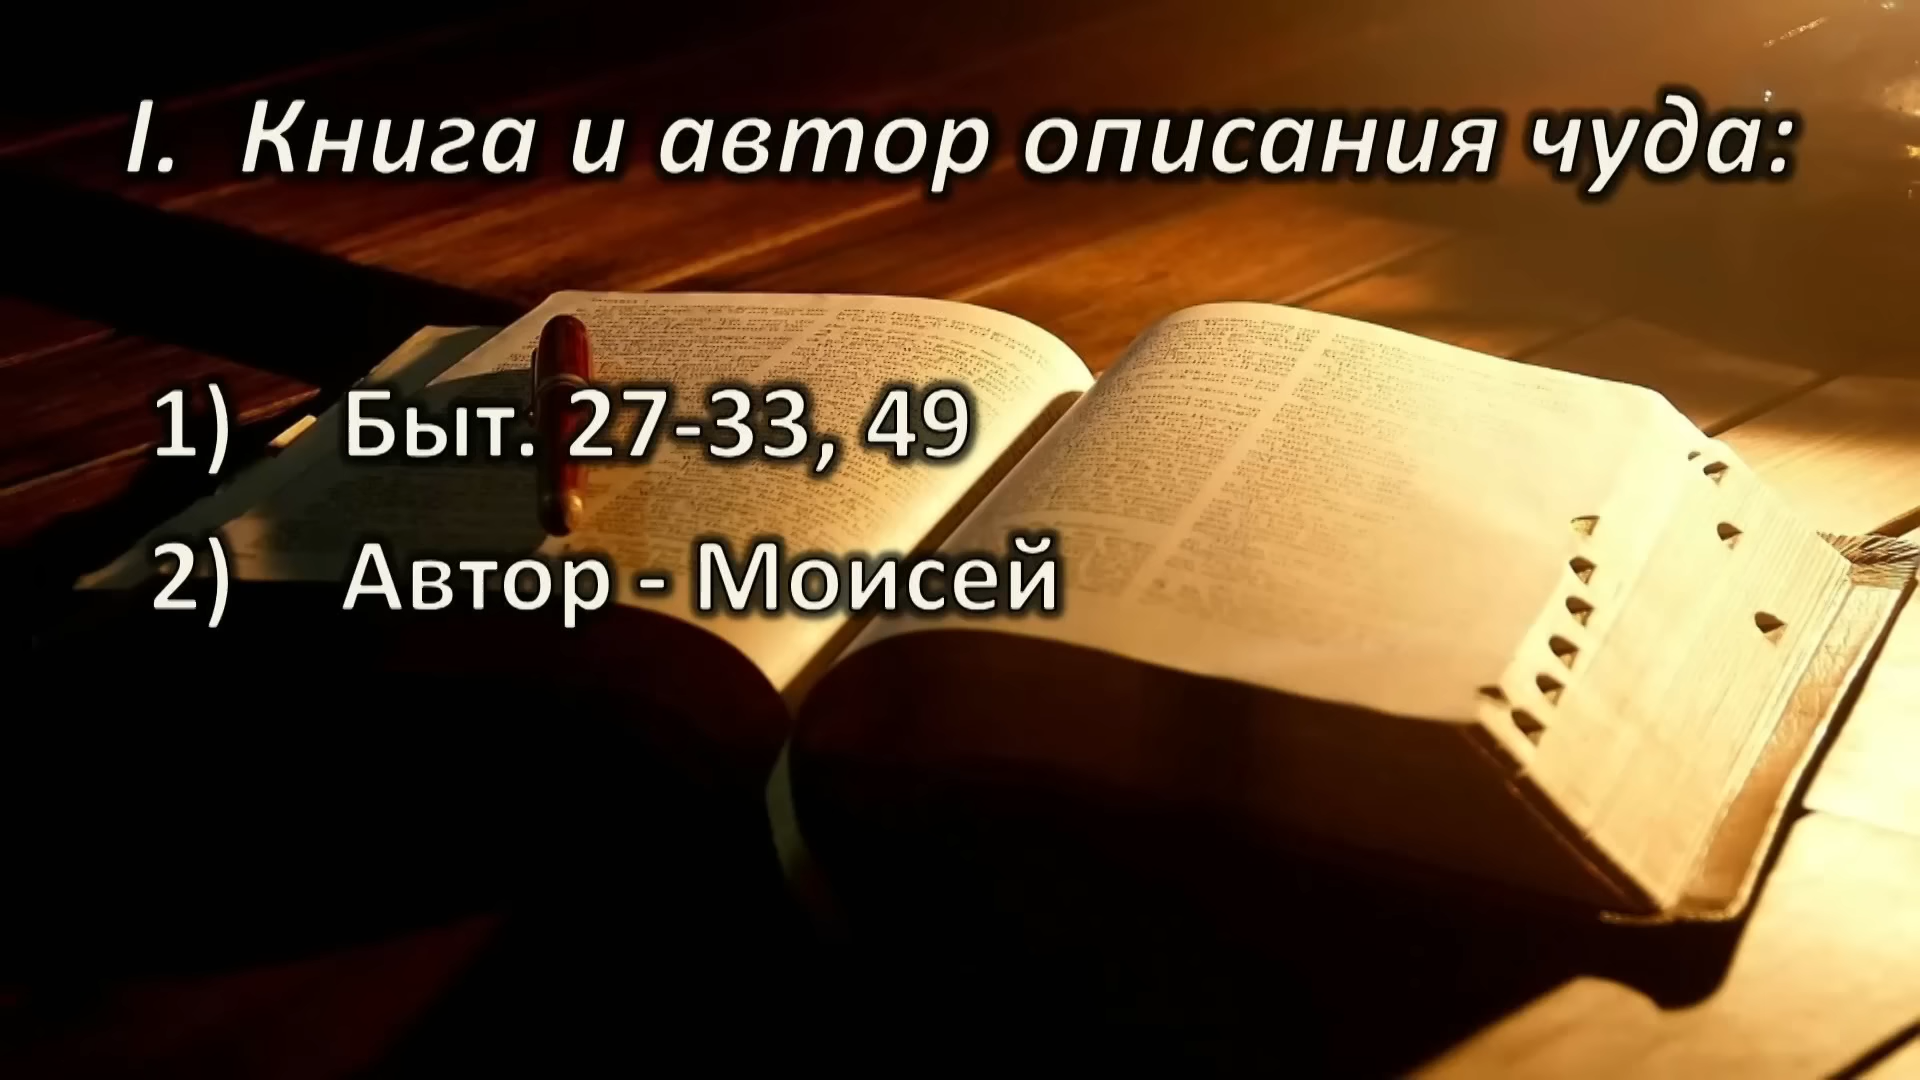 I. Книга и автор описания чуда:
1) Быт. 27-33, 49
2) Автор - Моисей